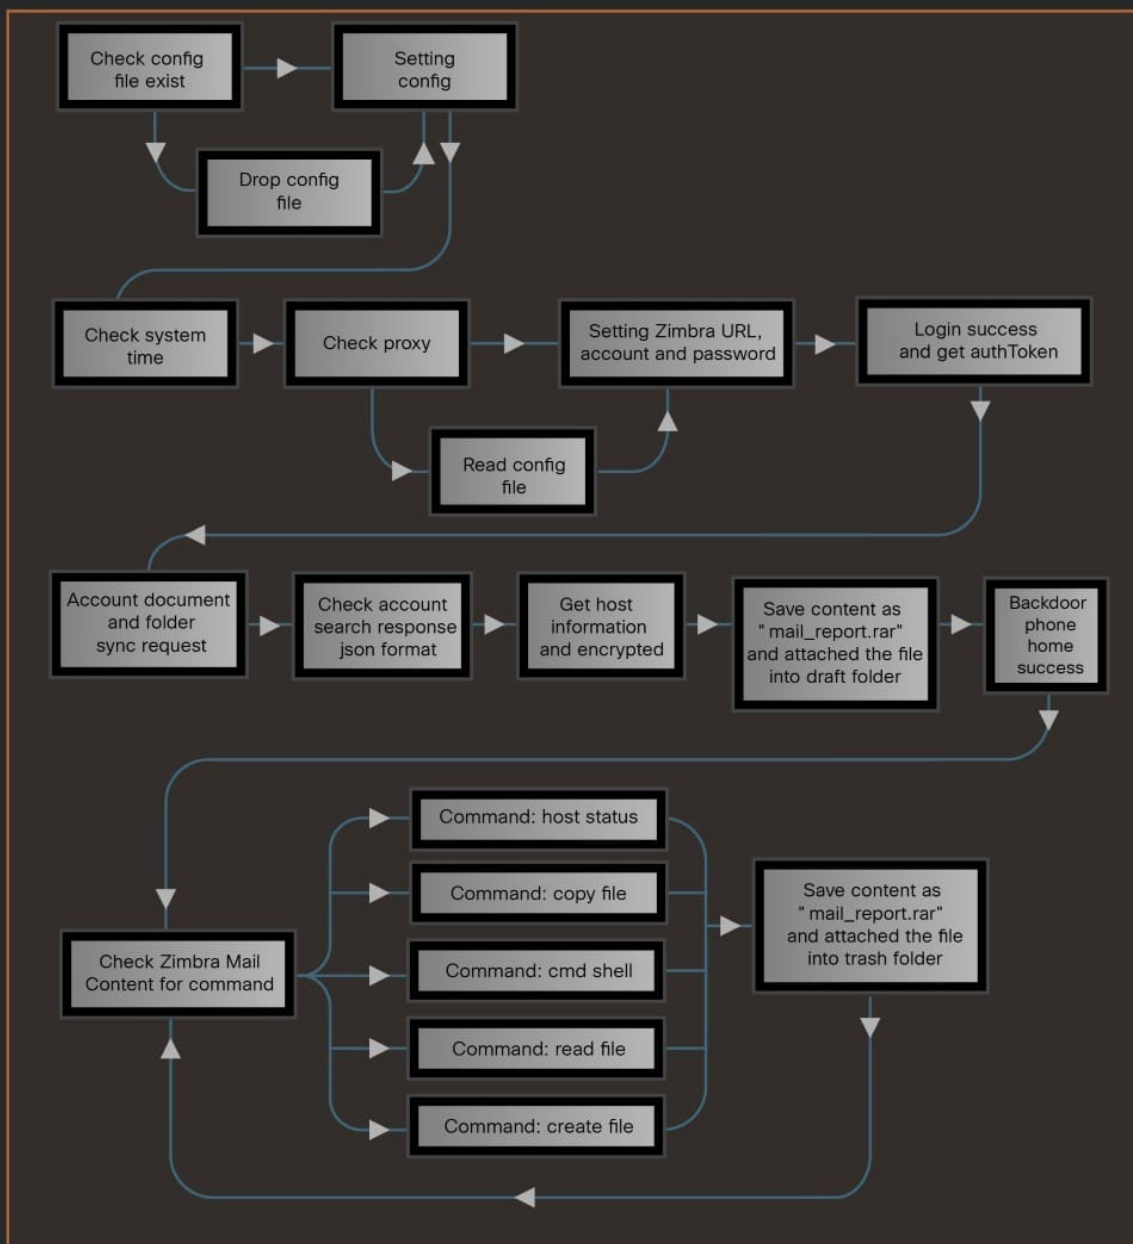 Check config
file exist
Setting
config
Drop config
file
Check system
time
Check proxy
Setting Zimbra URL,
account and password
Login success
and get authToken
Read config
file
Account document
and folder
sync request
Check account
search response
json format
Get host
information
and encrypted
Save content as
" mail_report.rar"
and attached the file
into draft folder
Backdoor
phone
home
success
Check Zimbra Mail
Content for command
Command: host status
Command: copy file
Command: cmd shell
Command: read file
Command: create file
Save content as
" mail_report.rar"
and attached the file
into trash folder